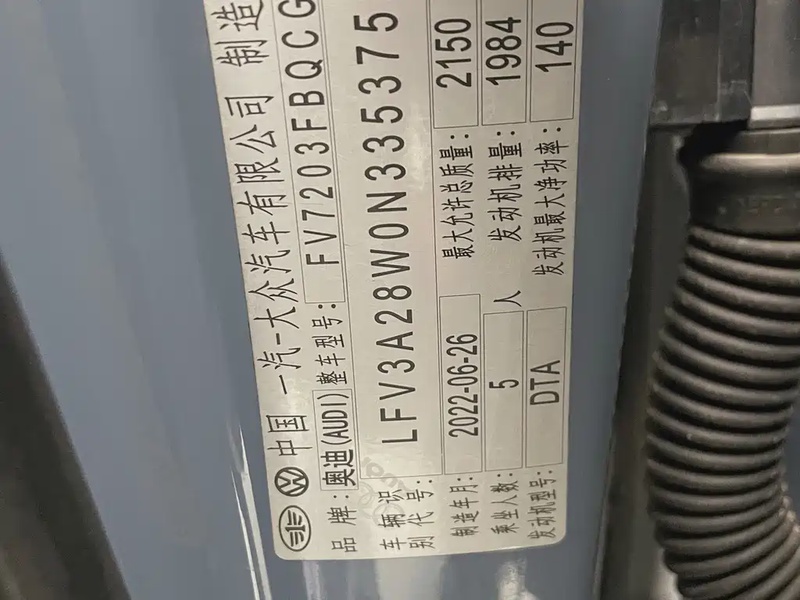 中国 一汽-大众汽车有限公司 制造
品牌: 奥迪(AUDI) 整车型号: FV7203FBQCG
车辆识别代号: LFV3A28W0N335375
制造年月: 2022-06-26 最大允许总质量: 2150
乘坐人数: 5 人 发动机排量: 1984
发动机型号: DTA 发动机最大净功率: 140